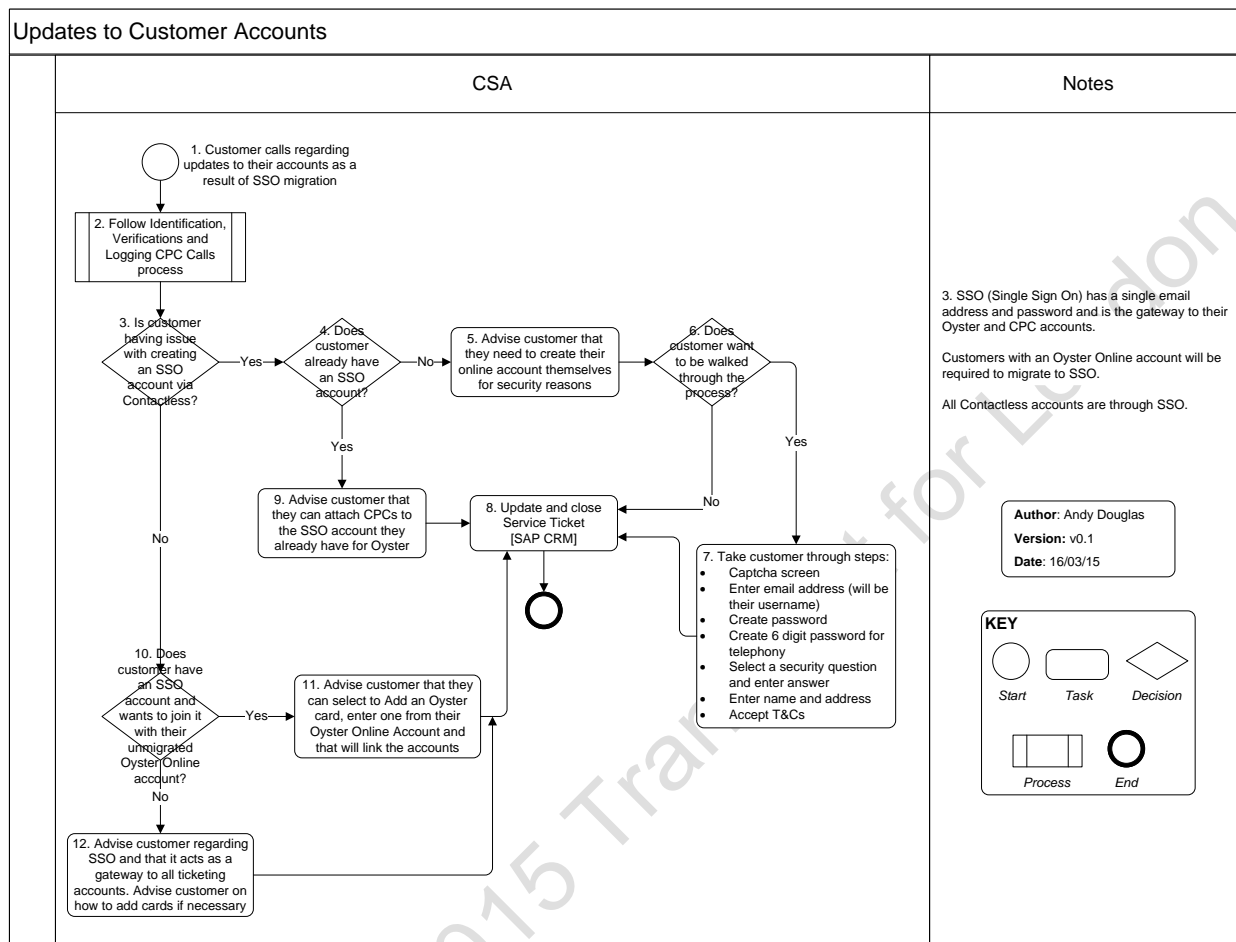 Updates to Customer Accounts
CSA
Notes
1. Customer calls regarding
updates to their accounts as a
result of SSO migration
2. Follow Identification,
Verifications and
Logging CPC Calls
process
3. Is customer
having issue
with creating
an SSO
account via
Contactless?
Yes
4. Does
customer
already have
an SSO
account?
No
5. Advise customer that
they need to create their
online account themselves
for security reasons
6. Does
customer want
to be walked
through the
process?
Yes
Yes
No
No
9. Advise customer that
they can attach CPCs to
the SSO account they
already have for Oyster
8. Update and close
Service Ticket
[SAP CRM]
7. Take customer through steps:
• Captcha screen
• Enter email address (will be
their username)
• Create password
• Create 6 digit password for
telephony
• Select a security question
and enter answer
• Enter name and address
• Accept T&Cs
10. Does
customer have
an SSO
account and
wants to join it
with their
unmigrated
Oyster Online
account?
Yes
11. Advise customer that they
can select to Add an Oyster
card, enter one from their
Oyster Online Account and
that will link the accounts
No
12. Advise customer regarding
SSO and that it acts as a
gateway to all ticketing
accounts. Advise customer on
how to add cards if necessary
3. SSO (Single Sign On) has a single email
address and password and is the gateway to their
Oyster and CPC accounts.
Customers with an Oyster Online account will be
required to migrate to SSO.
All Contactless accounts are through SSO.
Author: Andy Douglas
Version: v0.1
Date: 16/03/15
KEY
Start
Task
Decision
Process
End